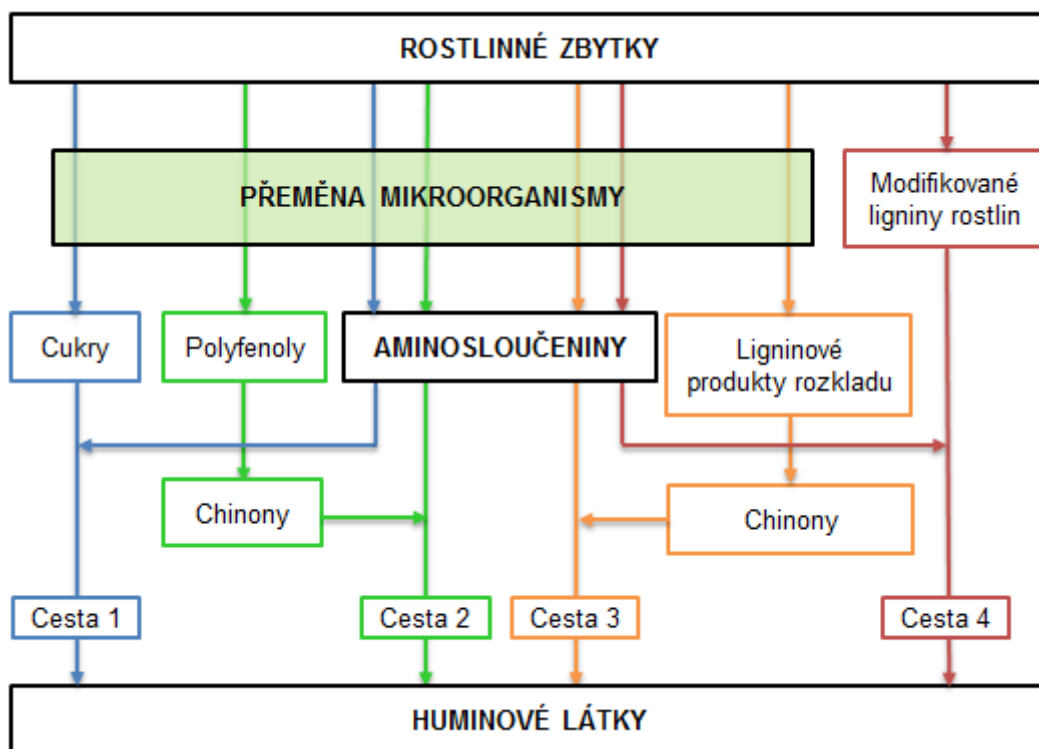 ROSTLINNÉ ZBYTKY
PŘEMĚNA MIKROORGANISMY
Modifikované
ligniny rostlin
Cukry
Polyfenoly
AMINOSLOUČENINY
Ligninové
produkty rozkladu
Chinony
Chinony
Cesta 1
Cesta 2
Cesta 3
Cesta 4
HUMINOVÉ LÁTKY